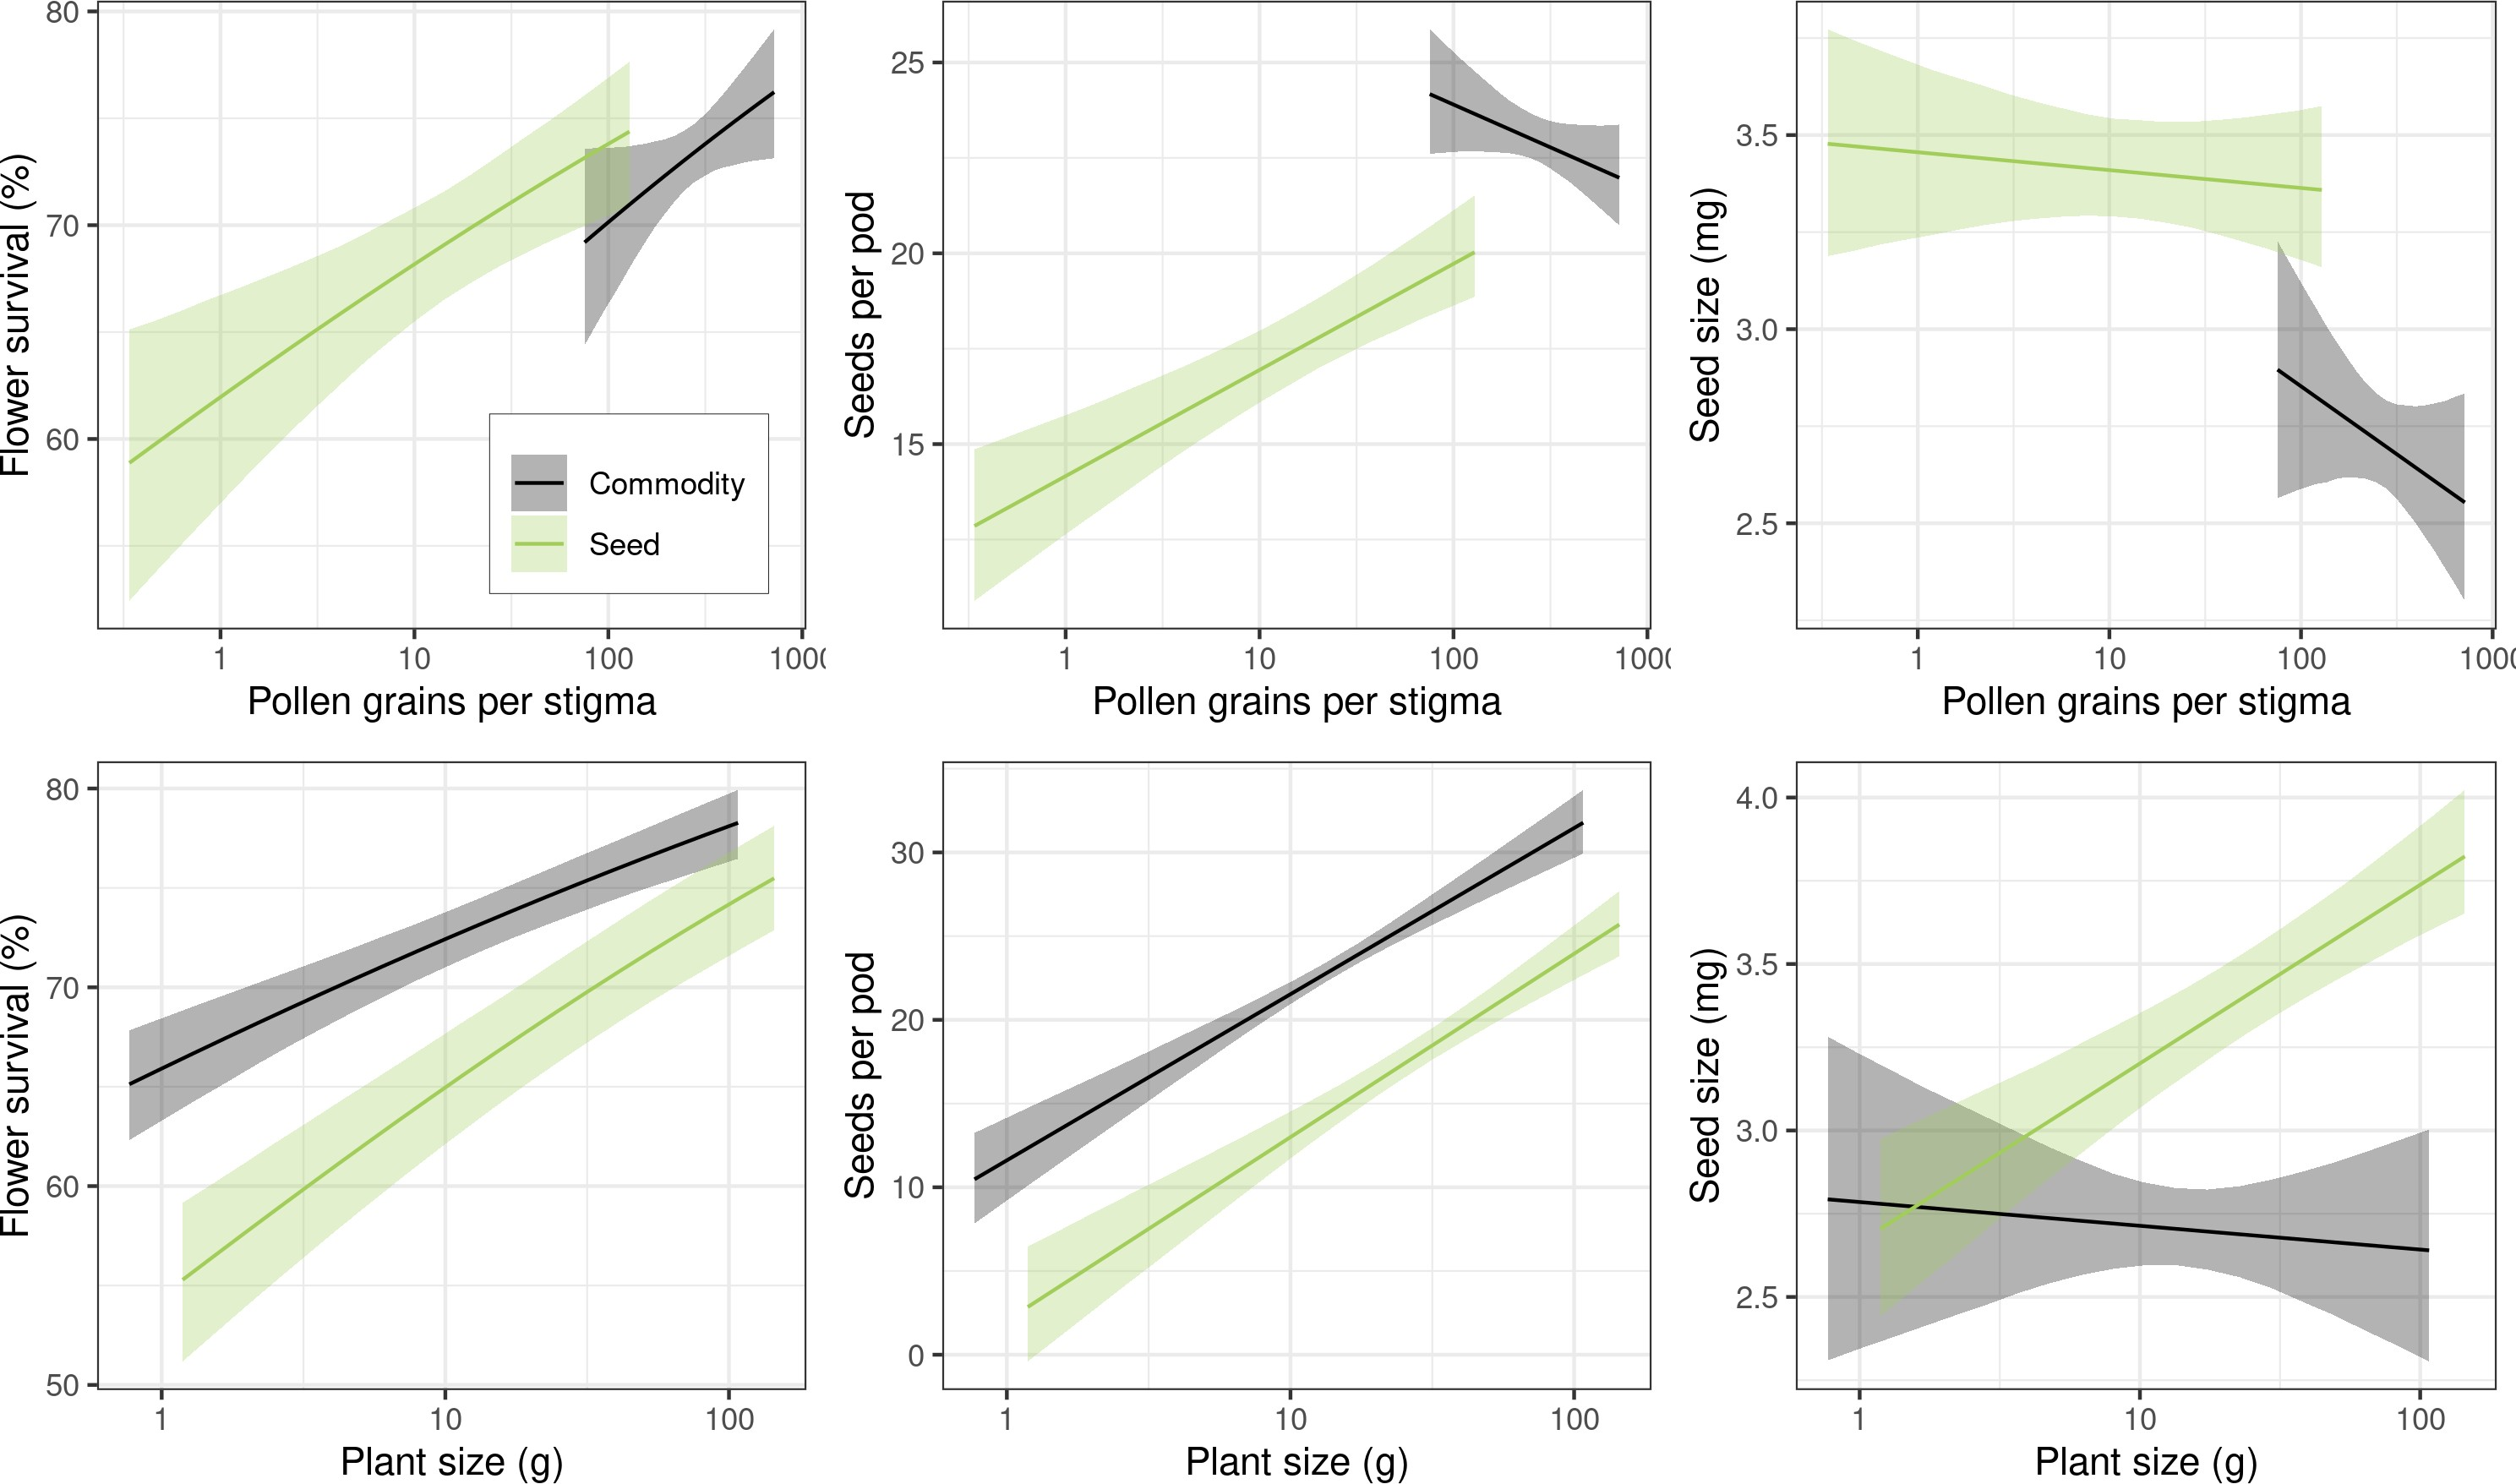 Flower survival (%)
80
70
60
Commodity
Seed
1 10 100 1000
Pollen grains per stigma
Seeds per pod
25
20
15
1 10 100 1000
Pollen grains per stigma
Seed size (mg)
3.5
3.0
2.5
1 10 100 1000
Pollen grains per stigma
Flower survival (%)
80
70
60
50
1 10 100
Plant size (g)
Seeds per pod
30
20
10
0
1 10 100
Plant size (g)
Seed size (mg)
4.0
3.5
3.0
2.5
1 10 100
Plant size (g)